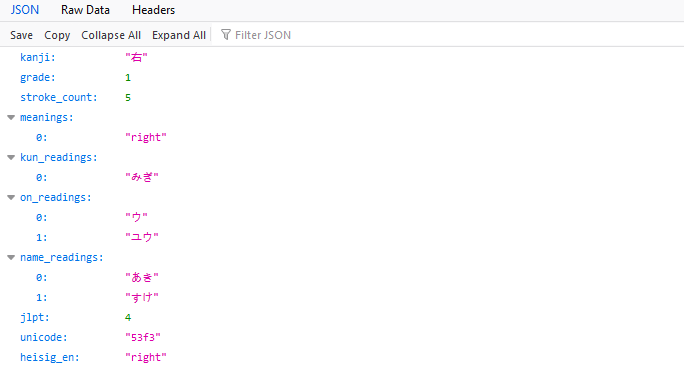 JSON Raw Data Headers
Save Copy Collapse All Expand All Filter JSON
kanji: "右"
grade: 1
stroke_count: 5
meanings:
0: "right"
kun_readings:
0: "みぎ"
on_readings:
0: "ウ"
1: "ユウ"
name_readings:
0: "あき"
1: "すけ"
jlpt: 4
unicode: "53f3"
heisig_en: "right"